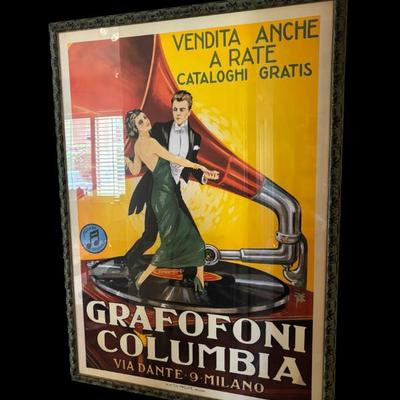 VENDITA ANCHE
A RATE
CATALOGHI GRATIS
GRAFOFONI
COLUMBIA
VIA DANTE·9·MILANO